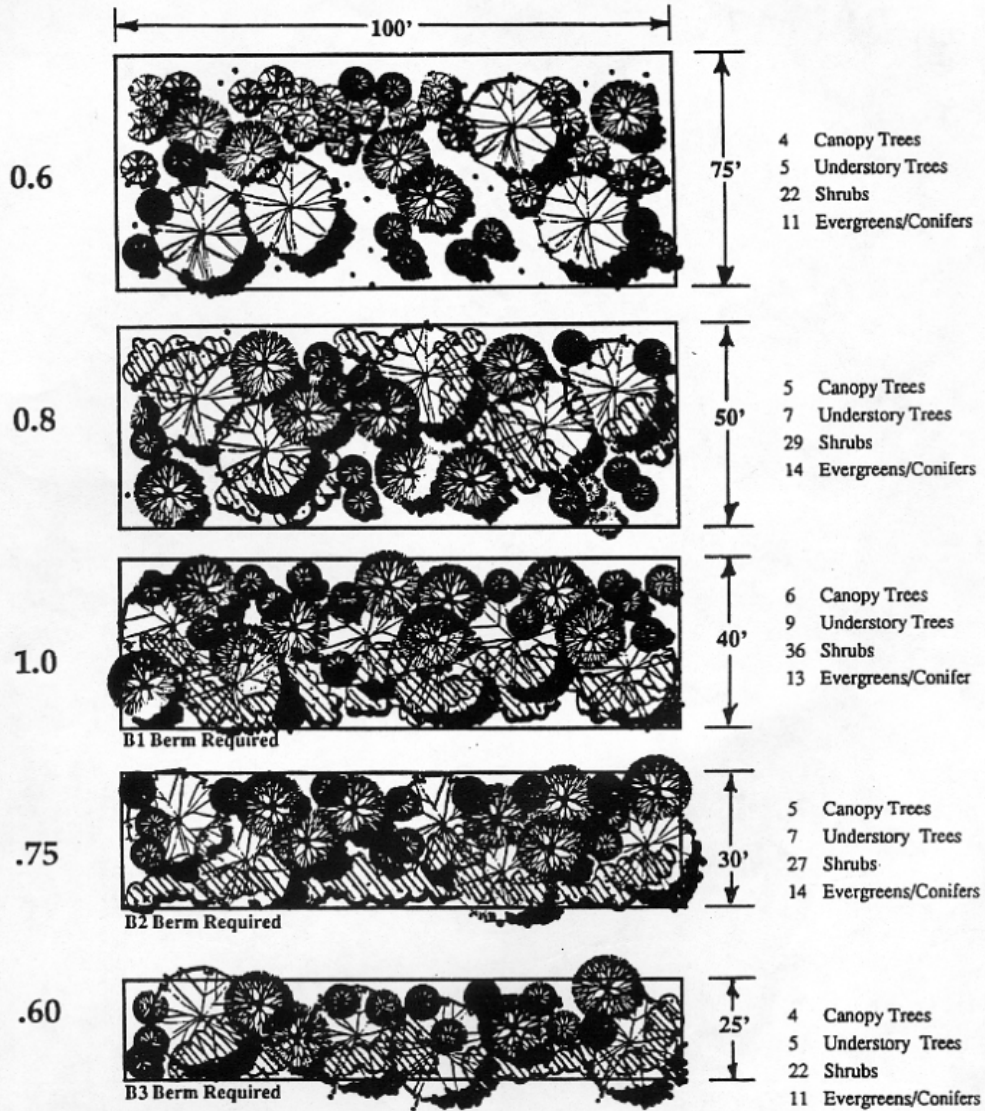 100'
0.6
75'
4 Canopy Trees
5 Understory Trees
22 Shrubs
11 Evergreens/Conifers
0.8
50'
5 Canopy Trees
7 Understory Trees
29 Shrubs
14 Evergreens/Conifers
1.0
40'
6 Canopy Trees
9 Understory Trees
36 Shrubs
13 Evergreens/Conifer
B1 Berm Required
.75
30'
5 Canopy Trees
7 Understory Trees
27 Shrubs
14 Evergreens/Conifers
B2 Berm Required
.60
25'
4 Canopy Trees
5 Understory Trees
22 Shrubs
11 Evergreens/Conifers
B3 Berm Required